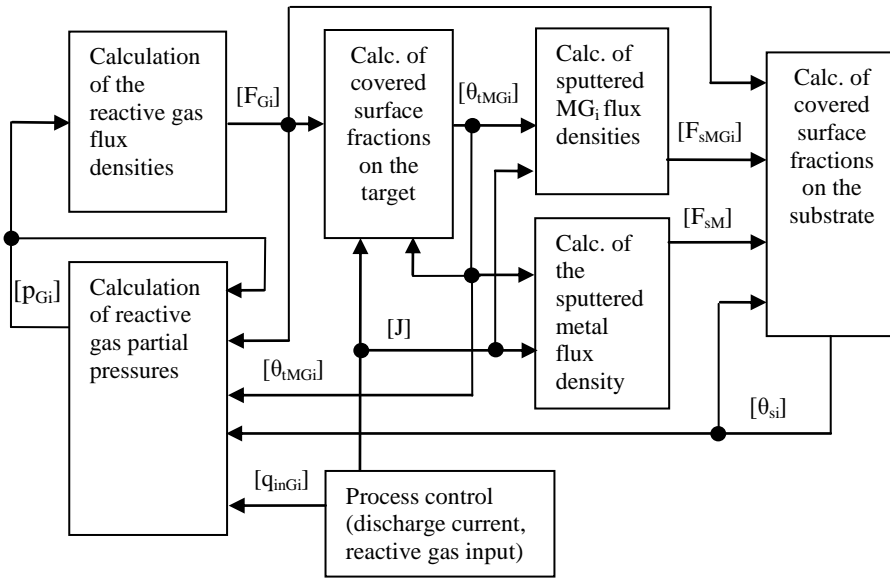 Calculation
of the
reactive gas
flux
densities
[F_Gi]
Calc. of
covered
surface
fractions
on the
target
[θ_tMGi]
Calc. of
sputtered
MG_i flux
densities
[F_sMGi]
Calc. of
covered
surface
fractions
on the
substrate
[F_sM]
Calc. of
the
sputtered
metal
flux
density
[p_Gi]
Calculation
of reactive
gas partial
pressures
[J]
[θ_tMGi]
[θ_si]
[q_inGi]
Process control
(discharge current,
reactive gas input)